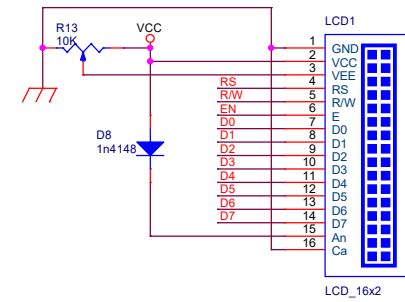 LCD1
R13
10K
VCC
1 GND
2 VCC
3 VEE
RS 4 RS
R/W 5 R/W
EN 6 E
D0 7 D0
D1 8 D1
D2 9 D2
D3 10 D3
D4 11 D4
D5 12 D5
D6 13 D6
D7 14 D7
15 An
16 Ca
D8
1n4148
LCD_16x2